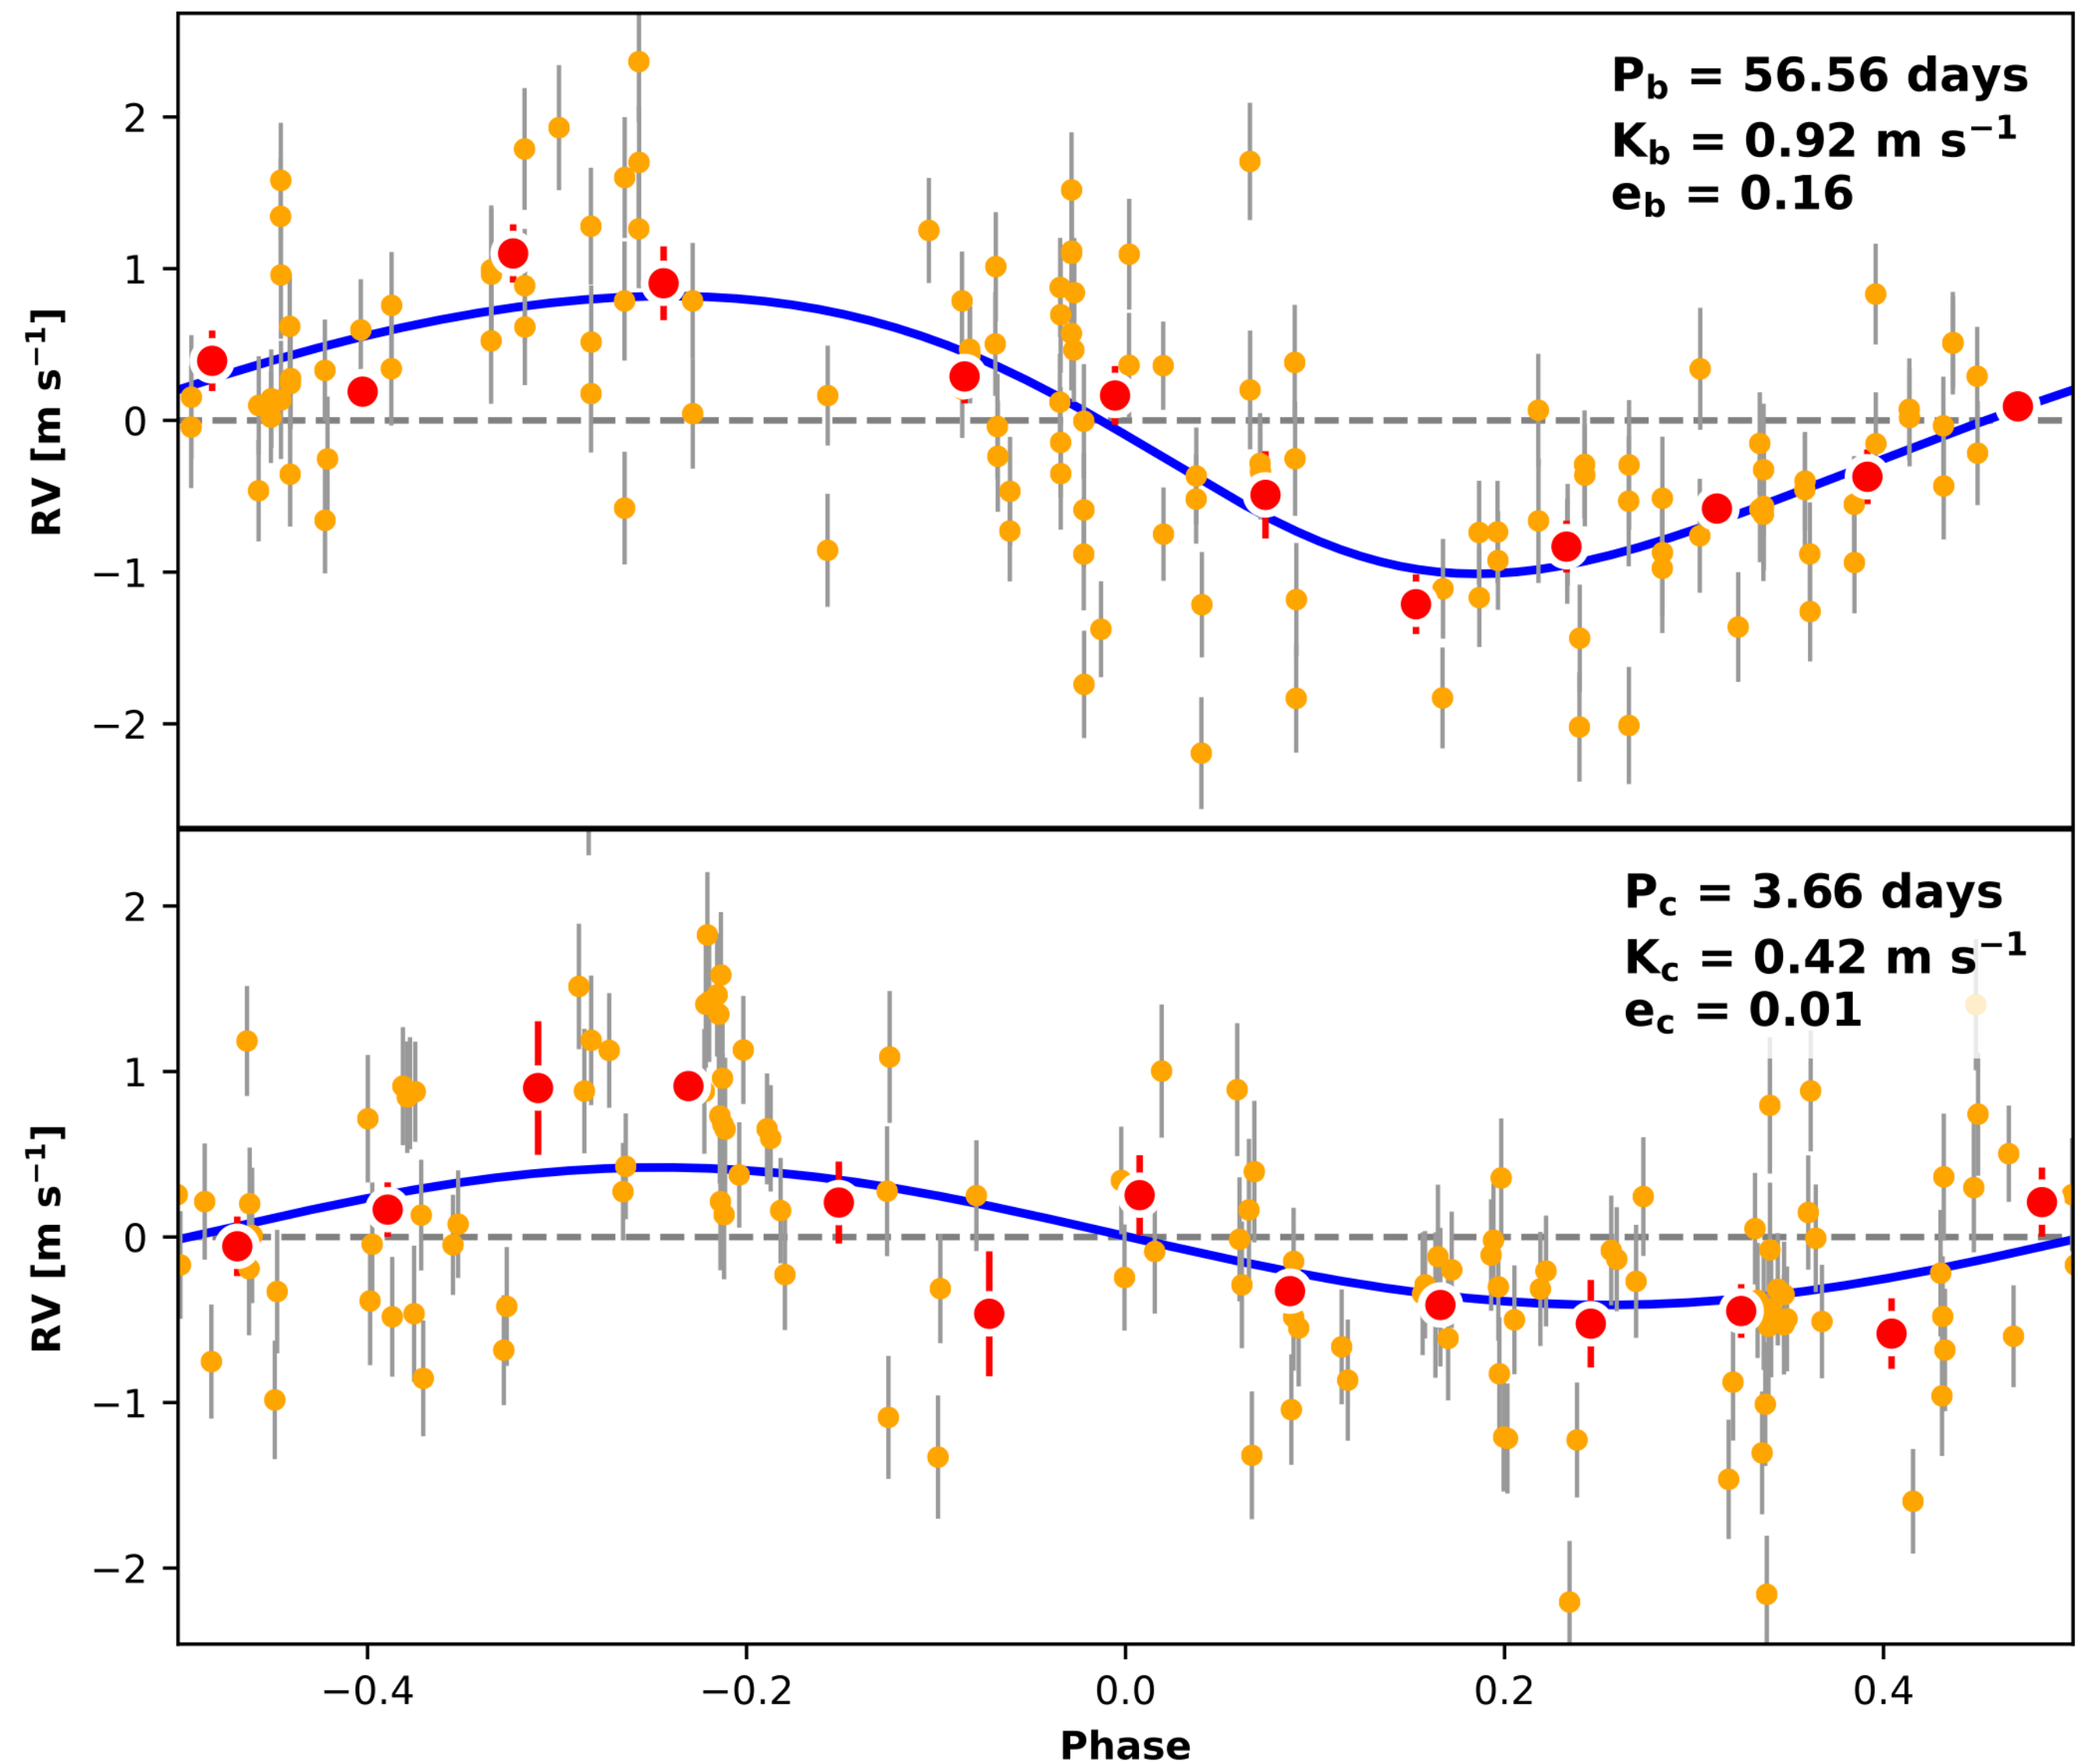 P_b = 56.56 days
K_b = 0.92 m s⁻¹
e_b = 0.16
2
1
0
−1
−2
RV [m s⁻¹]
P_c = 3.66 days
K_c = 0.42 m s⁻¹
e_c = 0.01
2
1
0
−1
−2
RV [m s⁻¹]
−0.4 −0.2 0.0 0.2 0.4
Phase